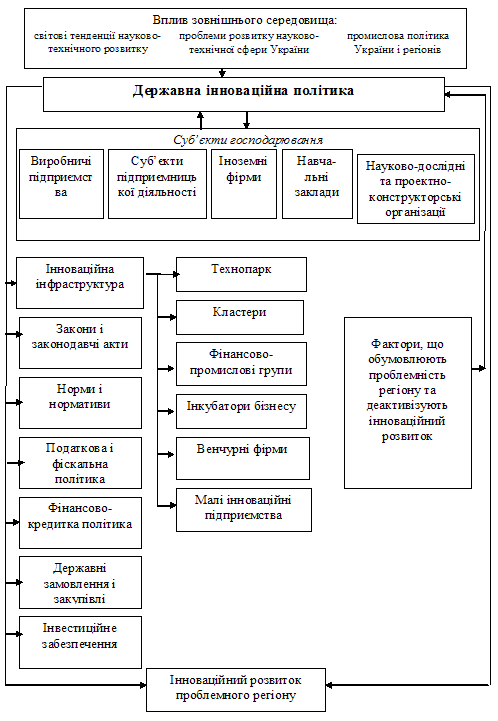 Вплив зовнішнього середовища:
світові тенденції науково-
технічного розвитку
проблеми розвитку науково-
технічної сфери України
промислова політика
України і регіонів
Державна інноваційна політика
Суб’єкти господарювання
Виробничі
підприємст
ва
Суб’єкти
підприємниць
кої діяльності
Іноземні
фірми
Навча-
льні
заклади
Науково-дослідні
та проектно-
конструкторські
організації
Інноваційна
інфраструктура
Закони і
законодавчі акти
Норми і
нормативи
Податкова і
фіскальна
політика
Фінансово-
кредитка політика
Державні
замовлення і
закупівлі
Інвестиційне
забезпечення
Технопарк
Кластери
Фінансово-
промислові групи
Інкубатори бізнесу
Венчурні фірми
Малі інноваційні
підприємства
Фактори, що
обумовлюють
проблемність
регіону та
деактивізують
інноваційний
розвиток
Інноваційний розвиток
проблемного регіону